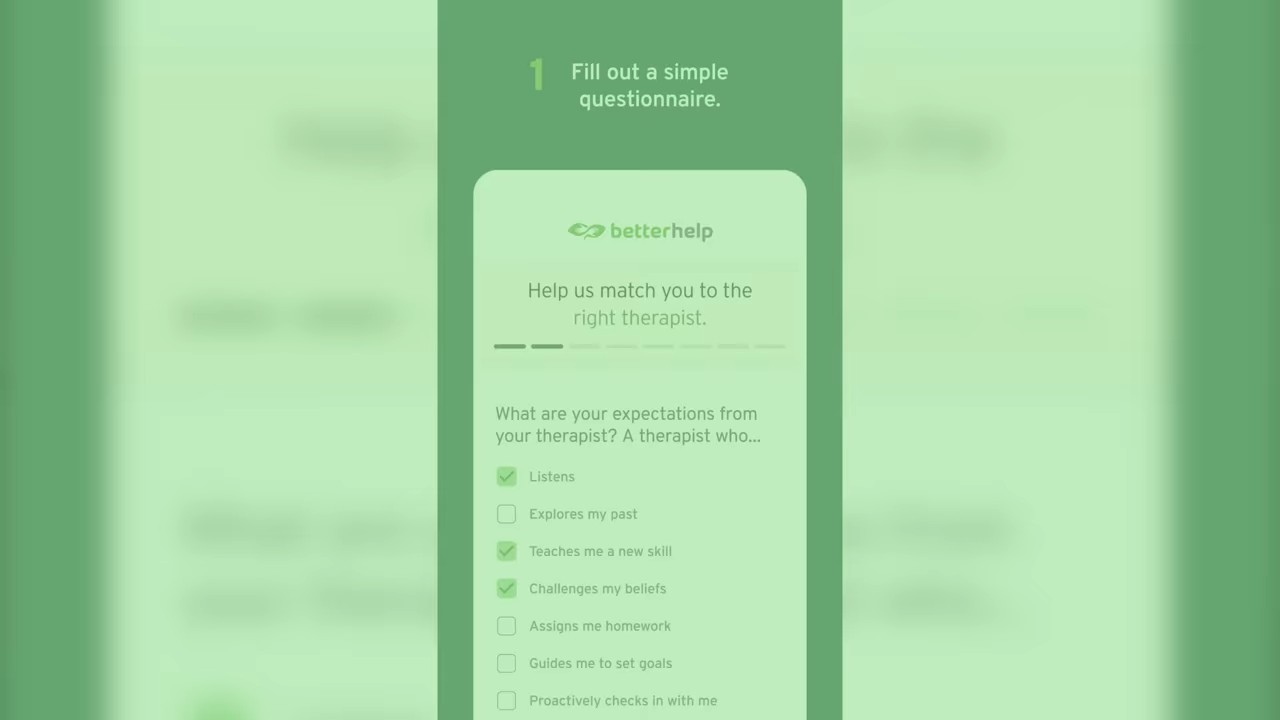 1
Fill out a simple
questionnaire.
betterhelp
Help us match you to the
right therapist.
What are your expectations from
your therapist? A therapist who...
Listens
Explores my past
Teaches me a new skill
Challenges my beliefs
Assigns me homework
Guides me to set goals
Proactively checks in with me